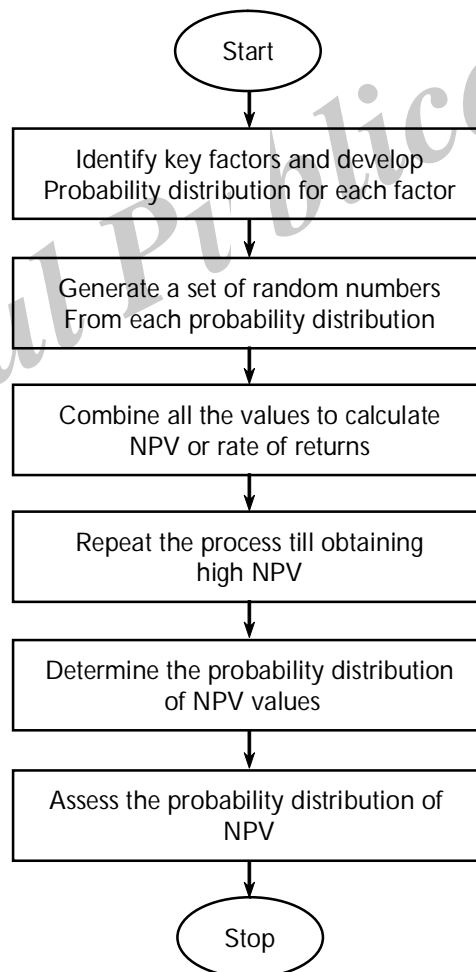 Start
Identify key factors and develop
Probability distribution for each factor
Generate a set of random numbers
From each probability distribution
Combine all the values to calculate
NPV or rate of returns
Repeat the process till obtaining
high NPV
Determine the probability distribution
of NPV values
Assess the probability distribution of
NPV
Stop